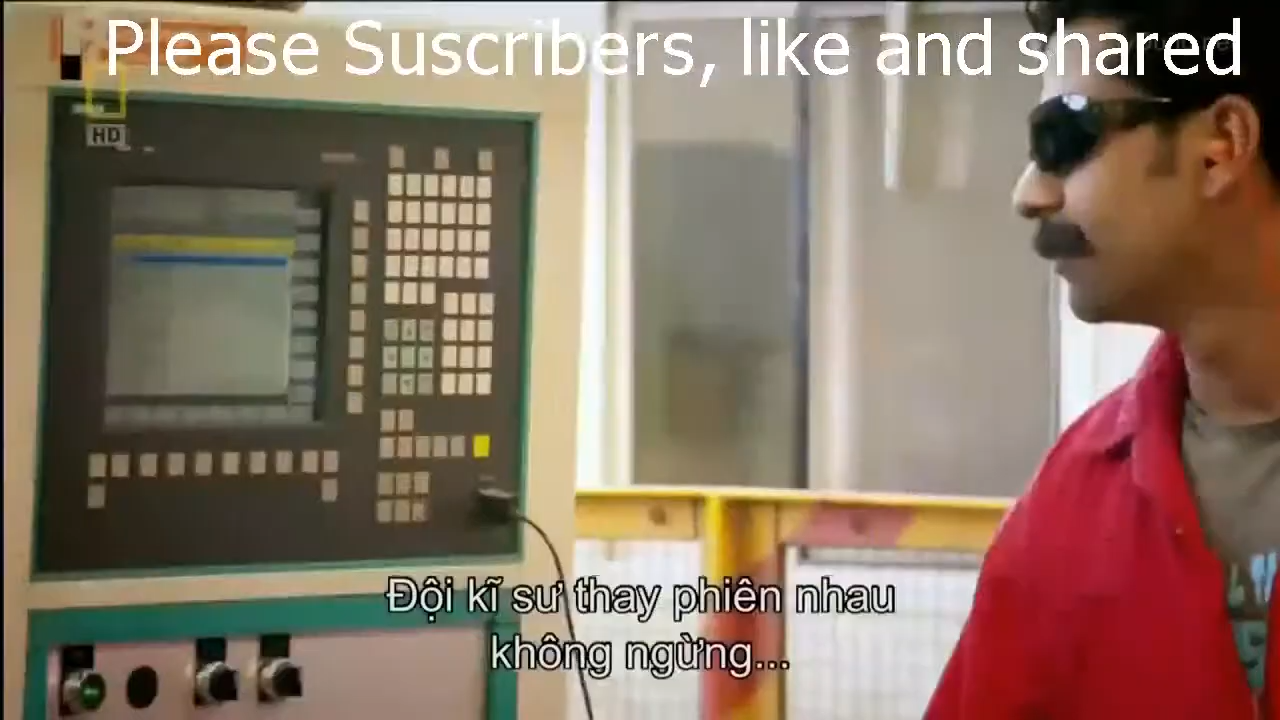 Please Suscribers, like and shared
HD
Đội kĩ sư thay phiên nhau
không ngừng...